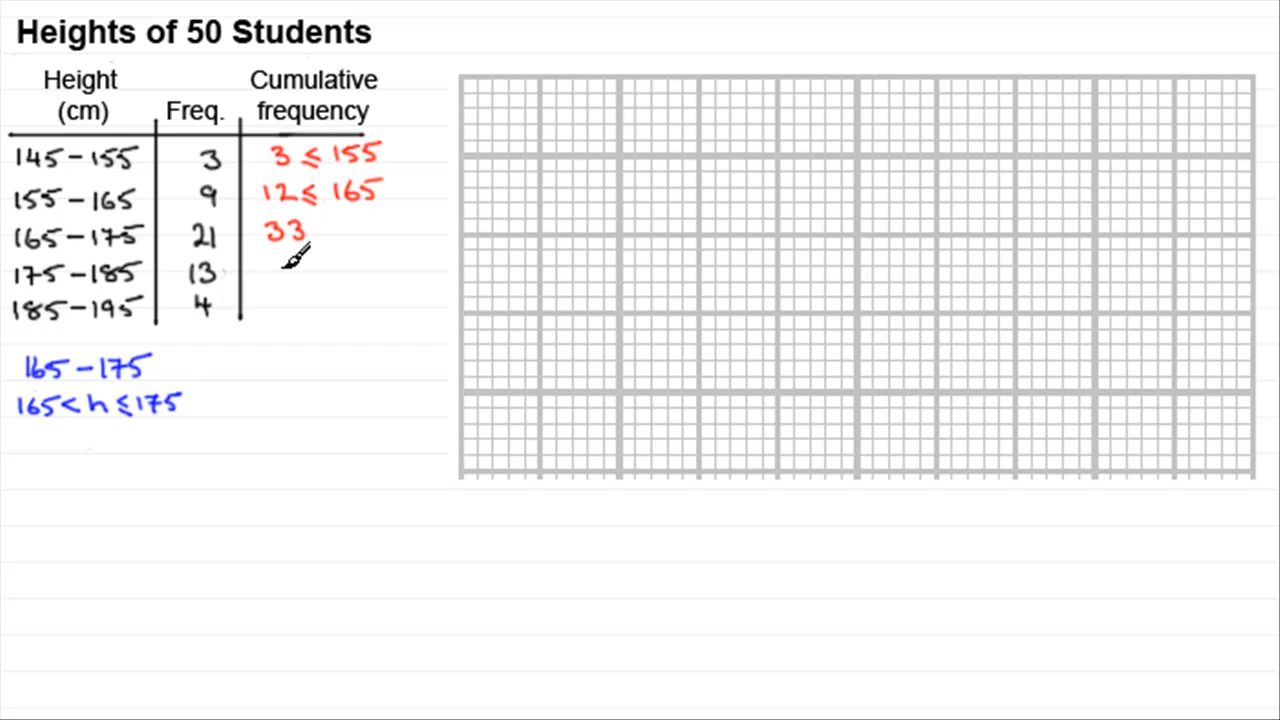 Heights of 50 Students
Height Cumulative
(cm) Freq. frequency
145-155 3 3 ≤ 155
155-165 9 12 ≤ 165
165-175 21 33
175-185 13
185-195 4
165-175
165 < h ≤ 175